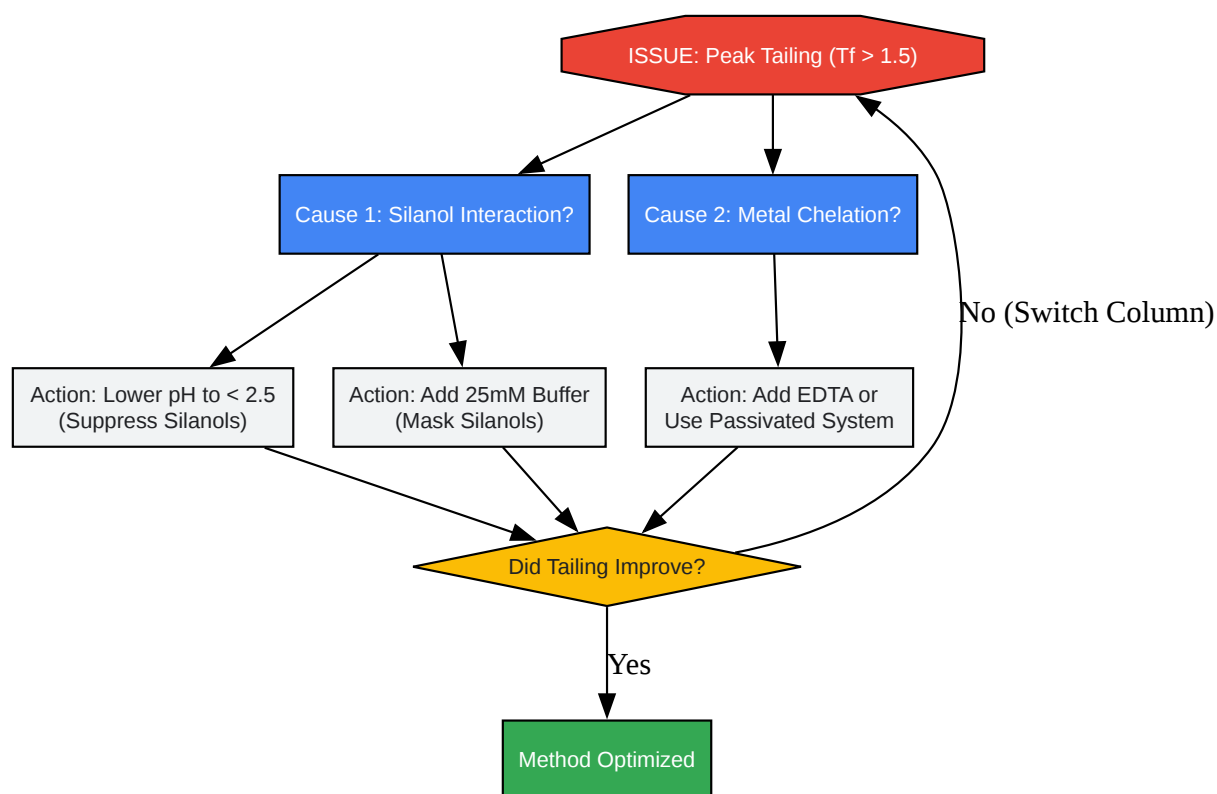 ISSUE: Peak Tailing (Tf > 1.5)
Cause 1: Silanol Interaction?
Cause 2: Metal Chelation?
No (Switch Column)
Action: Lower pH to < 2.5
(Suppress Silanols)
Action: Add 25mM Buffer
(Mask Silanols)
Action: Add EDTA or
Use Passivated System
Did Tailing Improve?
Yes
Method Optimized